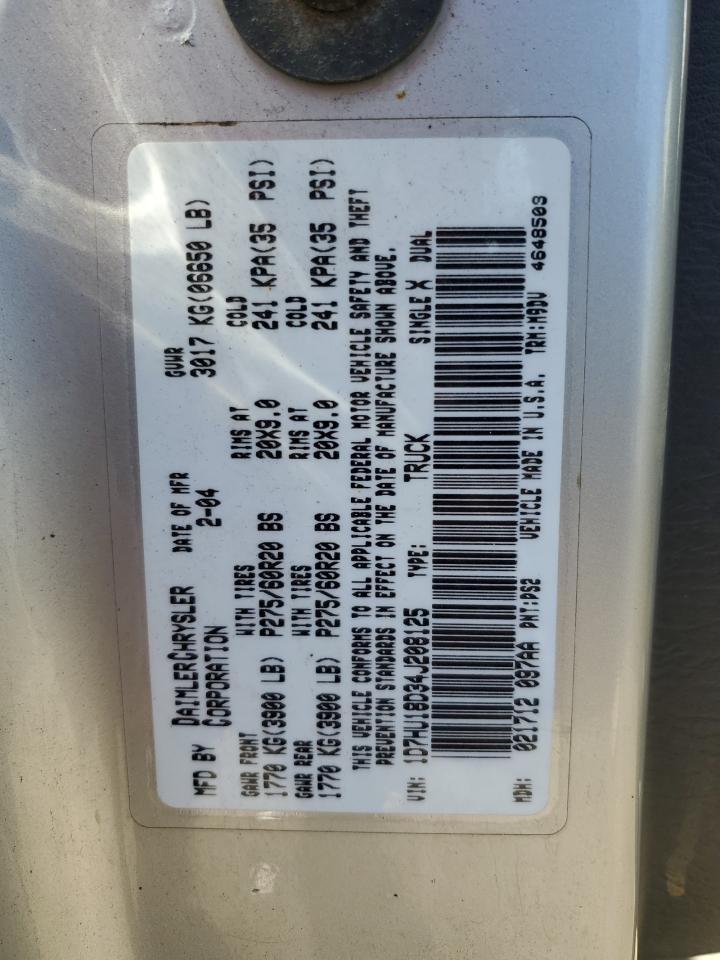 MFD BY DAIMLERCHRYSLER CORPORATION DATE OF MFR 2-04 GVWR 3017 KG(06650 LB)
GAWR FRONT WITH TIRES RIMS AT COLD
1770 KG(3900 LB) P275/60R20 BS 20X9.0 241 KPA(35 PSI)
GAWR REAR WITH TIRES RIMS AT COLD
1770 KG(3900 LB) P275/60R20 BS 20X9.0 241 KPA(35 PSI)
THIS VEHICLE CONFORMS TO ALL APPLICABLE FEDERAL MOTOR VEHICLE SAFETY AND THEFT
PREVENTION STANDARDS IN EFFECT ON THE DATE OF MANUFACTURE SHOWN ABOVE.
VIN: 1D7HU18D34J208125 TYPE: TRUCK SINGLE X DUAL
MDH: 021712 097AA PNT:PS2 VEHICLE MADE IN U.S.A. TRM:M9DV 4648503